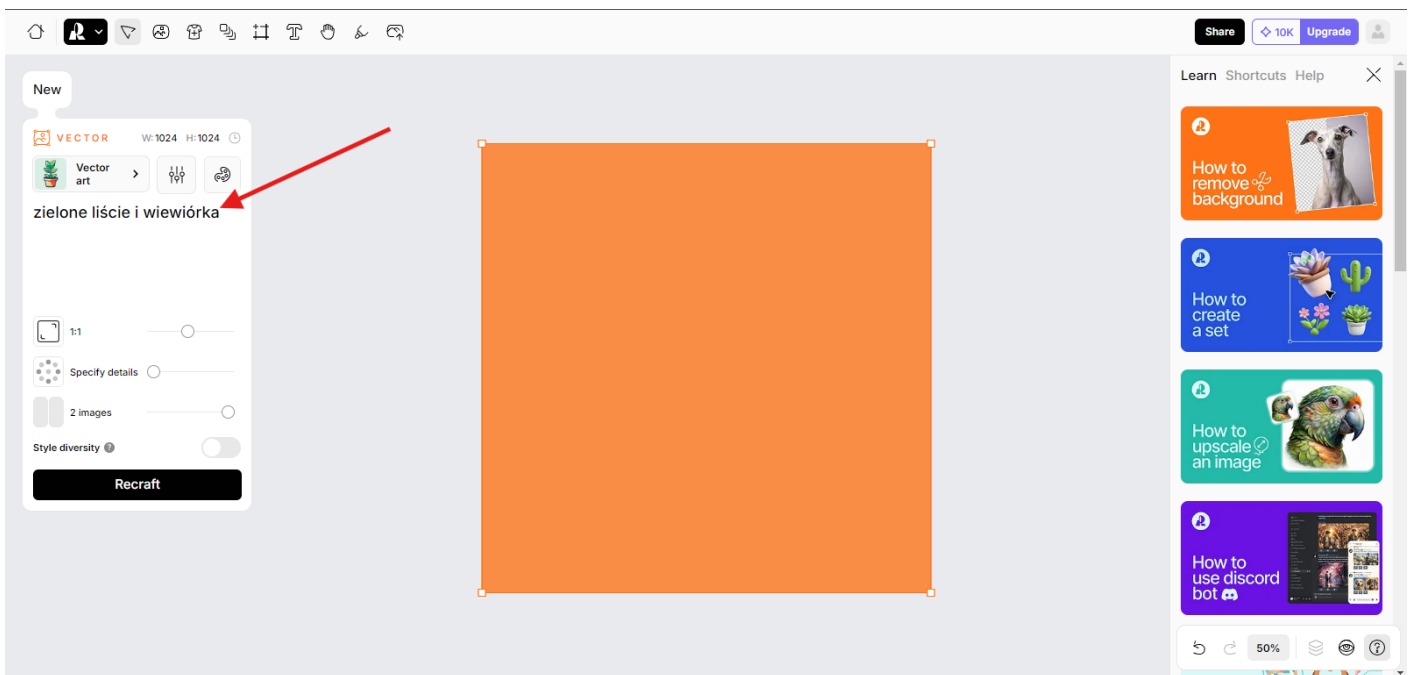 Share
10K
Upgrade
New
VECTOR W:1024 H:1024
Vector
art
zielone liście i wiewiórka
1:1
Specify details
2 images
Style diversity
Recraft
Learn Shortcuts Help
How to
remove
background
How to
create
a set
How to
upscale
an image
How to
use discord
bot
50%